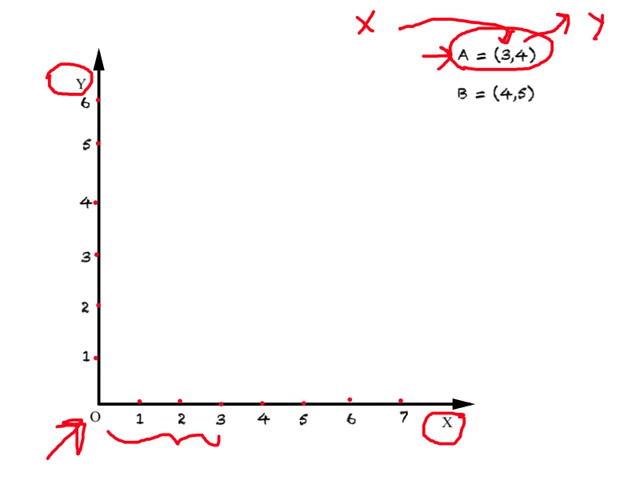 X Y
A = (3,4)
B = (4,5)
Y
6
5
4
3
2
1
O 1 2 3 4 5 6 7 X